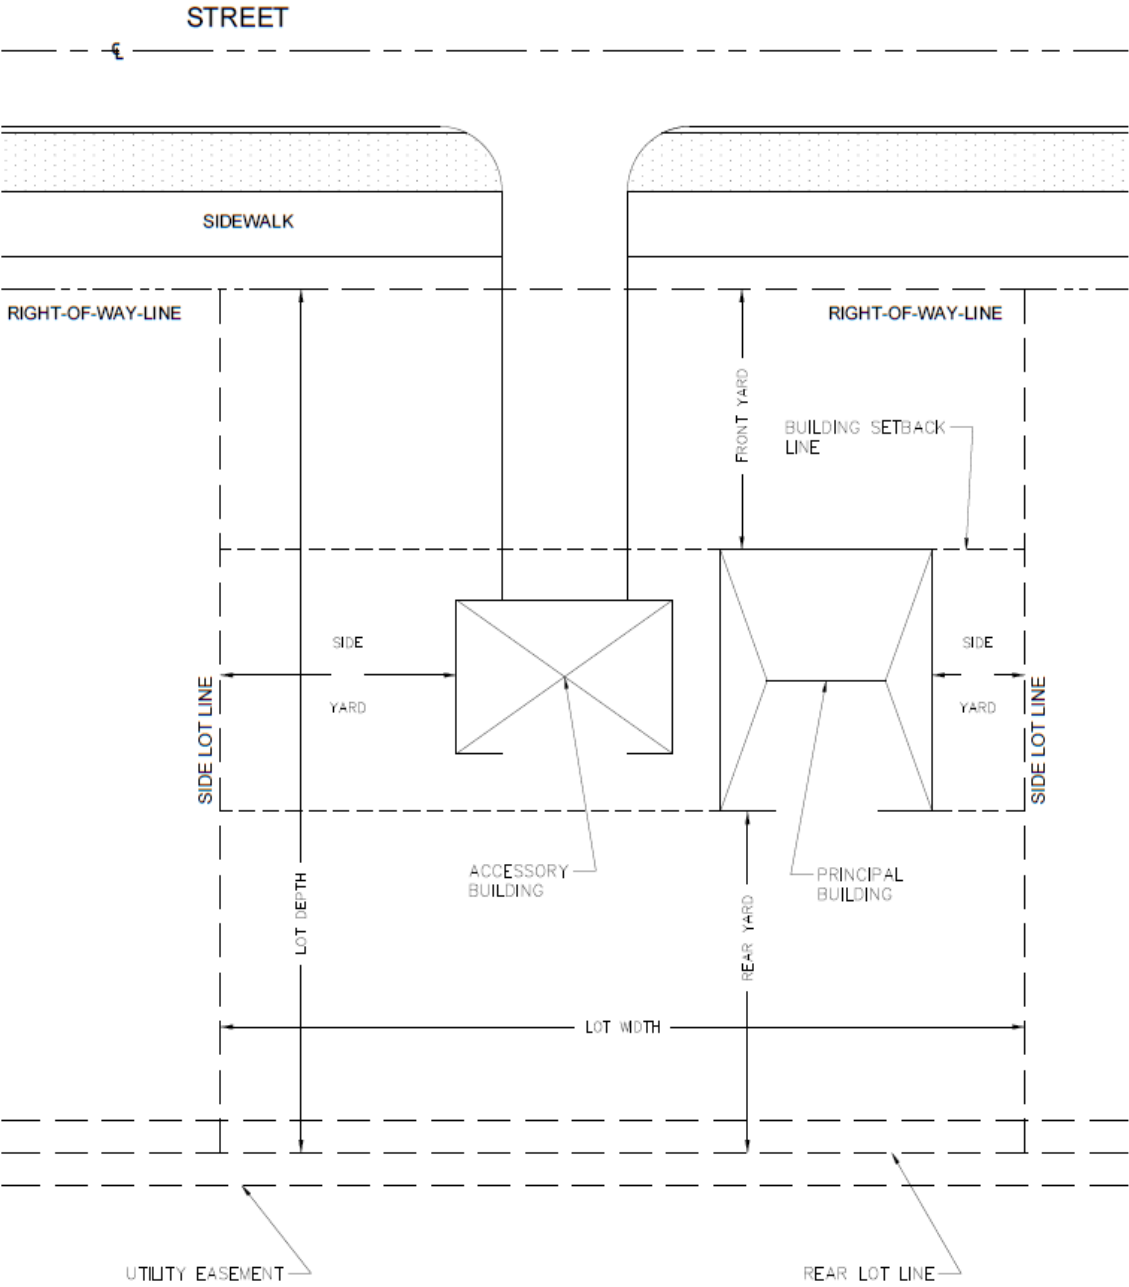 STREET
℄
SIDEWALK
RIGHT-OF-WAY-LINE
RIGHT-OF-WAY-LINE
FRONT YARD
BUILDING SETBACK
LINE
SIDE
YARD
SIDE
YARD
SIDE LOT LINE
SIDE LOT LINE
ACCESSORY
BUILDING
PRINCIPAL
BUILDING
LOT DEPTH
REAR YARD
LOT WIDTH
UTILITY EASEMENT
REAR LOT LINE